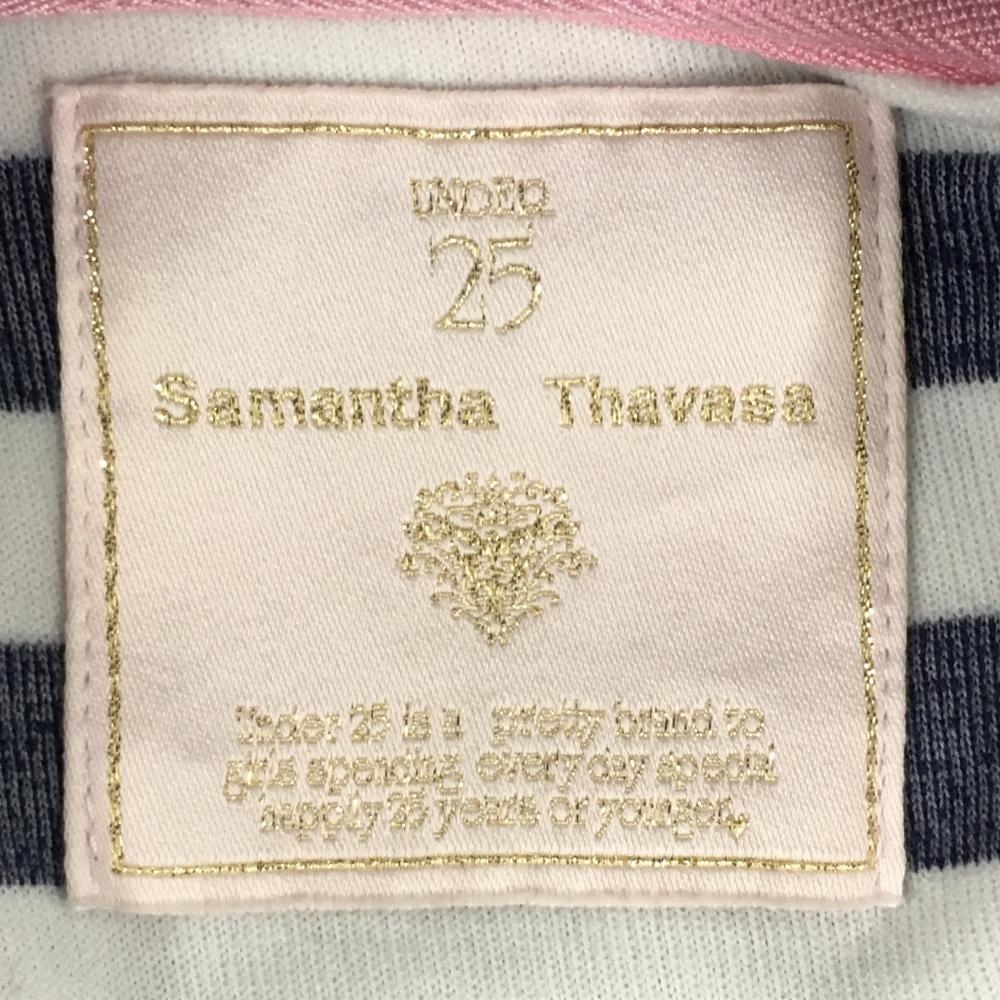 UNDER
25
Samantha Thavasa
Under 25 is a pretty brand to
girls spending every day special
happily 25 years or younger.